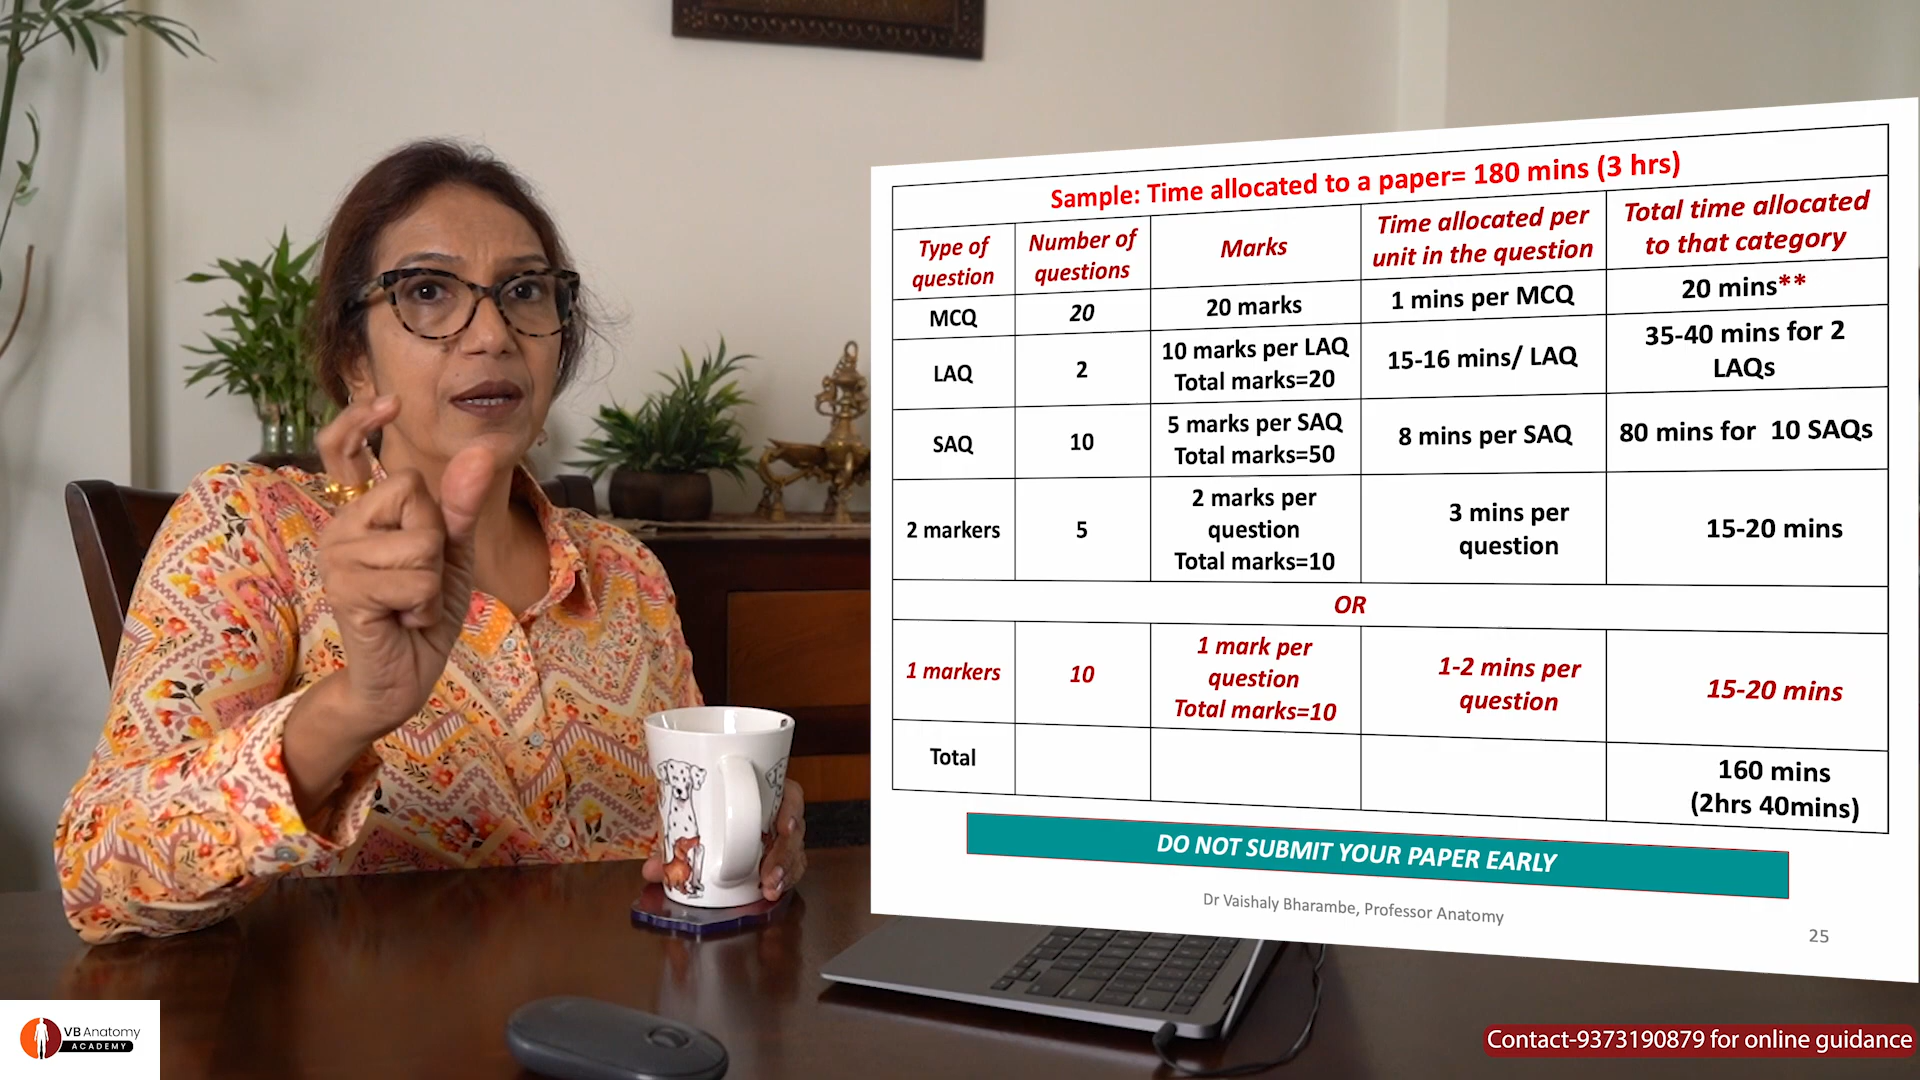 Sample: Time allocated to a paper= 180 mins (3 hrs)
Type of question
Number of questions
Marks
Time allocated per unit in the question
Total time allocated to that category
MCQ
20
20 marks
1 mins per MCQ
20 mins**
LAQ
2
10 marks per LAQ
Total marks=20
15-16 mins/ LAQ
35-40 mins for 2 LAQs
SAQ
10
5 marks per SAQ
Total marks=50
8 mins per SAQ
80 mins for 10 SAQs
2 markers
5
2 marks per question
Total marks=10
3 mins per question
15-20 mins
OR
1 markers
10
1 mark per question
Total marks=10
1-2 mins per question
15-20 mins
Total
160 mins
(2hrs 40mins)
DO NOT SUBMIT YOUR PAPER EARLY
Dr Vaishaly Bharambe, Professor Anatomy
25
VB Anatomy
ACADEMY
Contact-9373190879 for online guidance